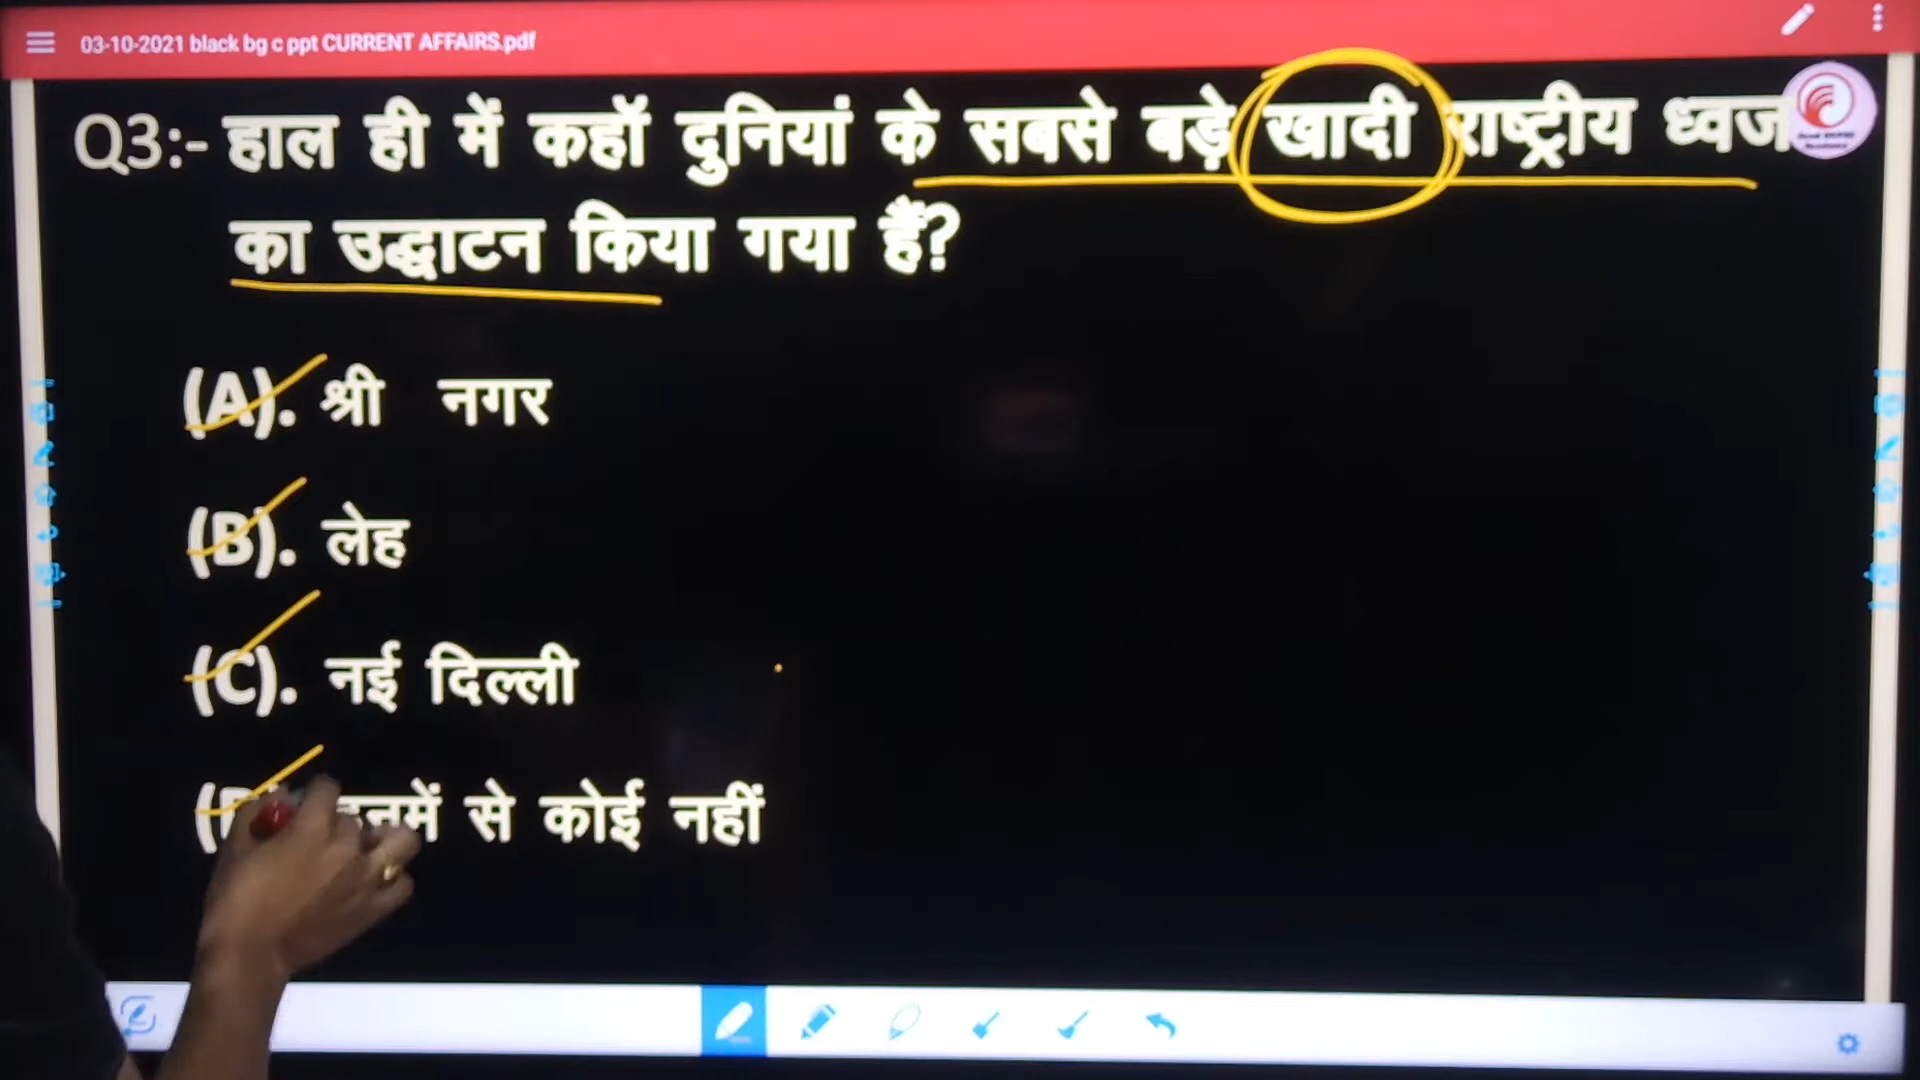 03-10-2021 black bg c ppt CURRENT AFFAIRS.pdf
Q3:- हाल ही में कहॉ दुनियां के सबसे बड़े खादी राष्ट्रीय ध्वज
का उद्घाटन किया गया हैं?
(A). श्री नगर
(B). लेह
(C). नई दिल्ली
इनमें से कोई नहीं